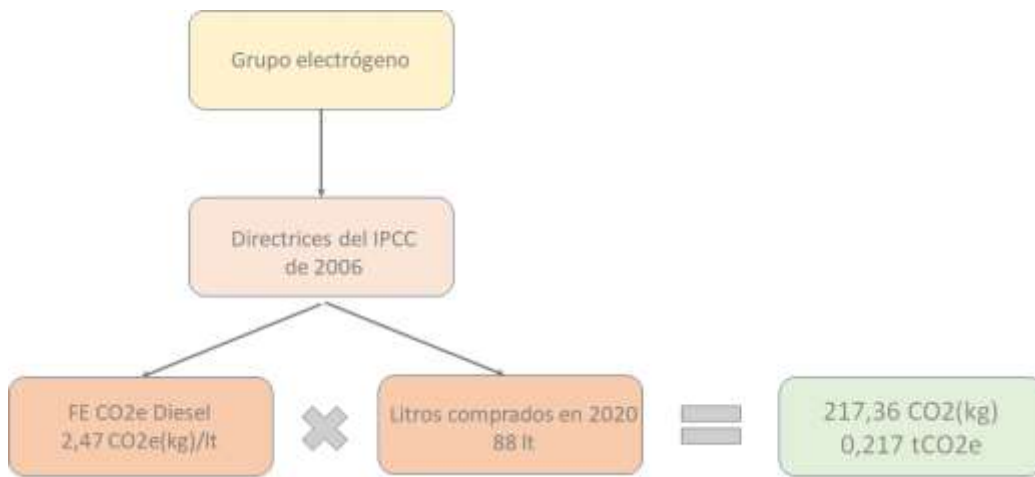 Grupo electrógeno
Directrices del IPCC
de 2006
FE CO2e Diesel
2,47 CO2e(kg)/lt
Litros comprados en 2020
88 lt
217,36 CO2(kg)
0,217 tCO2e